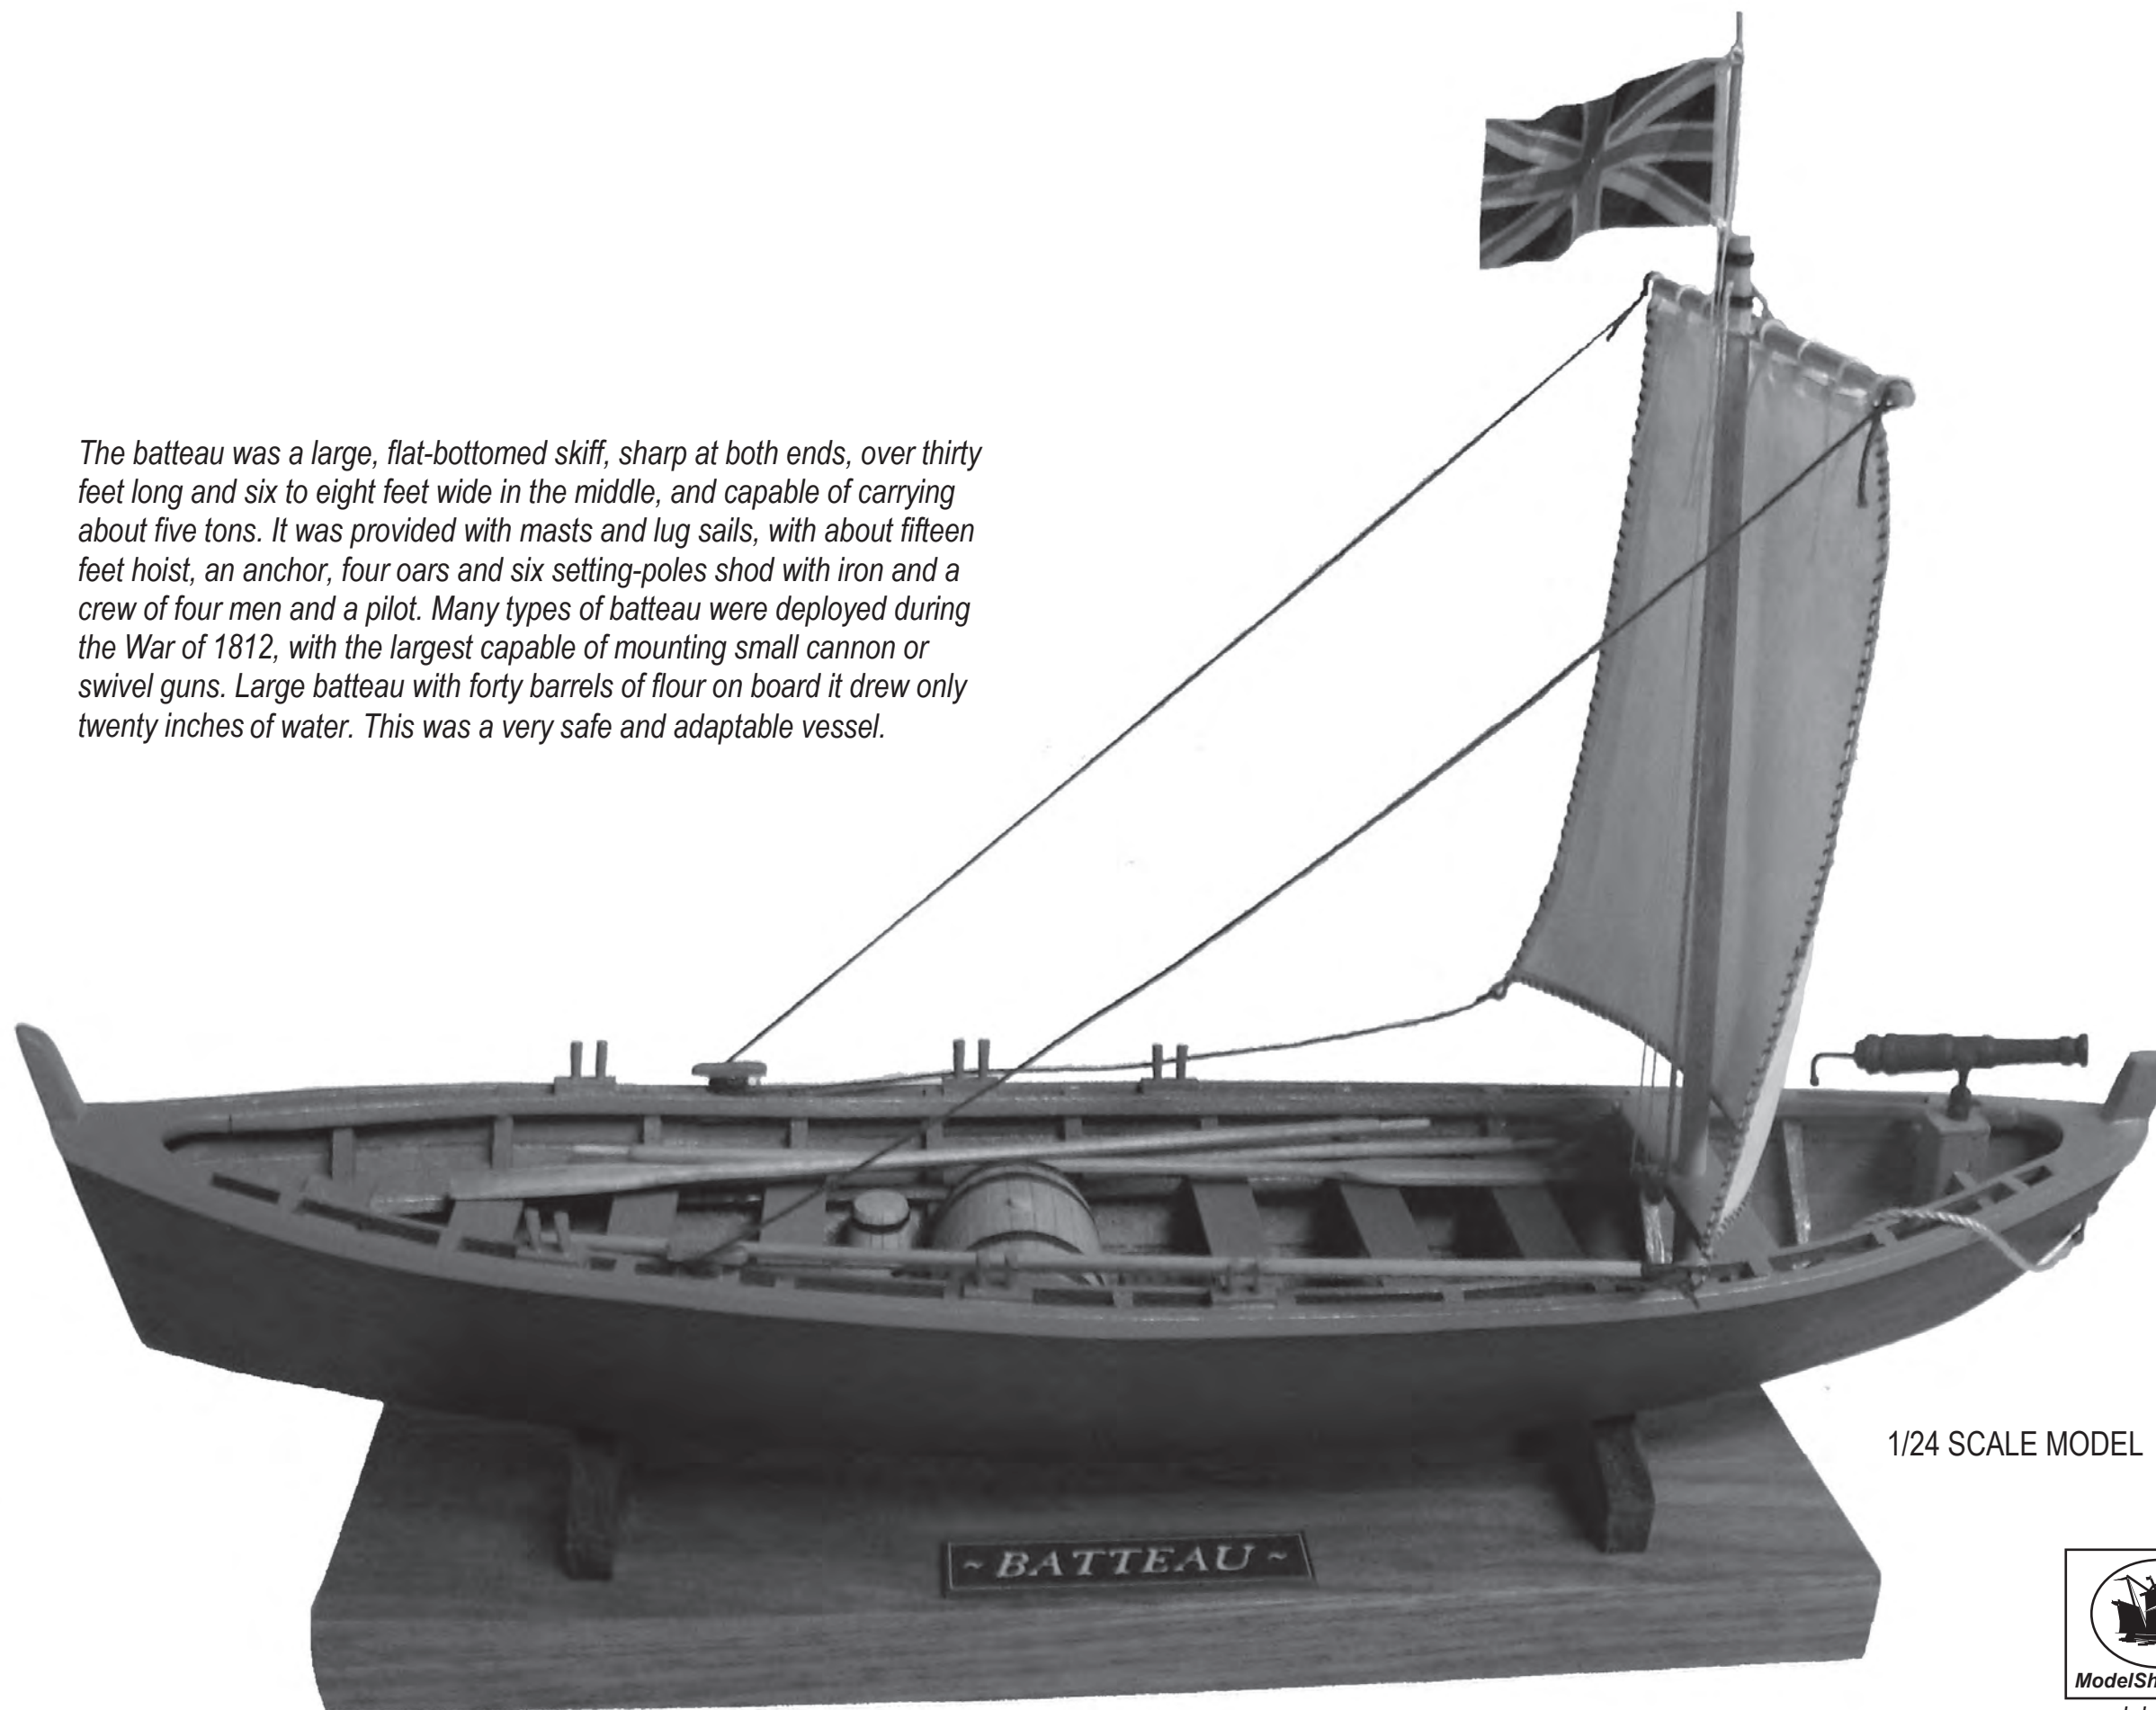 The batteau was a large, flat-bottomed skiff, sharp at both ends, over thirty
feet long and six to eight feet wide in the middle, and capable of carrying
about five tons. It was provided with masts and lug sails, with about fifteen
feet hoist, an anchor, four oars and six setting-poles shod with iron and a
crew of four men and a pilot. Many types of batteau were deployed during
the War of 1812, with the largest capable of mounting small cannon or
swivel guns. Large batteau with forty barrels of flour on board it drew only
twenty inches of water. This was a very safe and adaptable vessel.
1/24 SCALE MODEL
~BATTEAU~
ModelSh